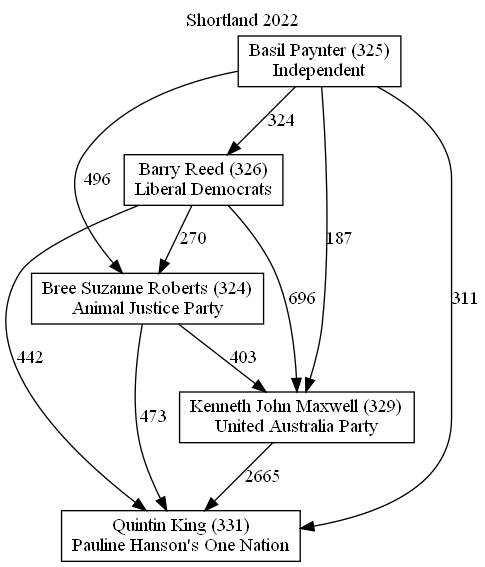 Shortland 2022
Basil Paynter (325)
Independent
324
Barry Reed (326)
Liberal Democrats
496
270
187
Bree Suzanne Roberts (324)
Animal Justice Party
696
311
442
403
Kenneth John Maxwell (329)
United Australia Party
473
2665
Quintin King (331)
Pauline Hanson's One Nation